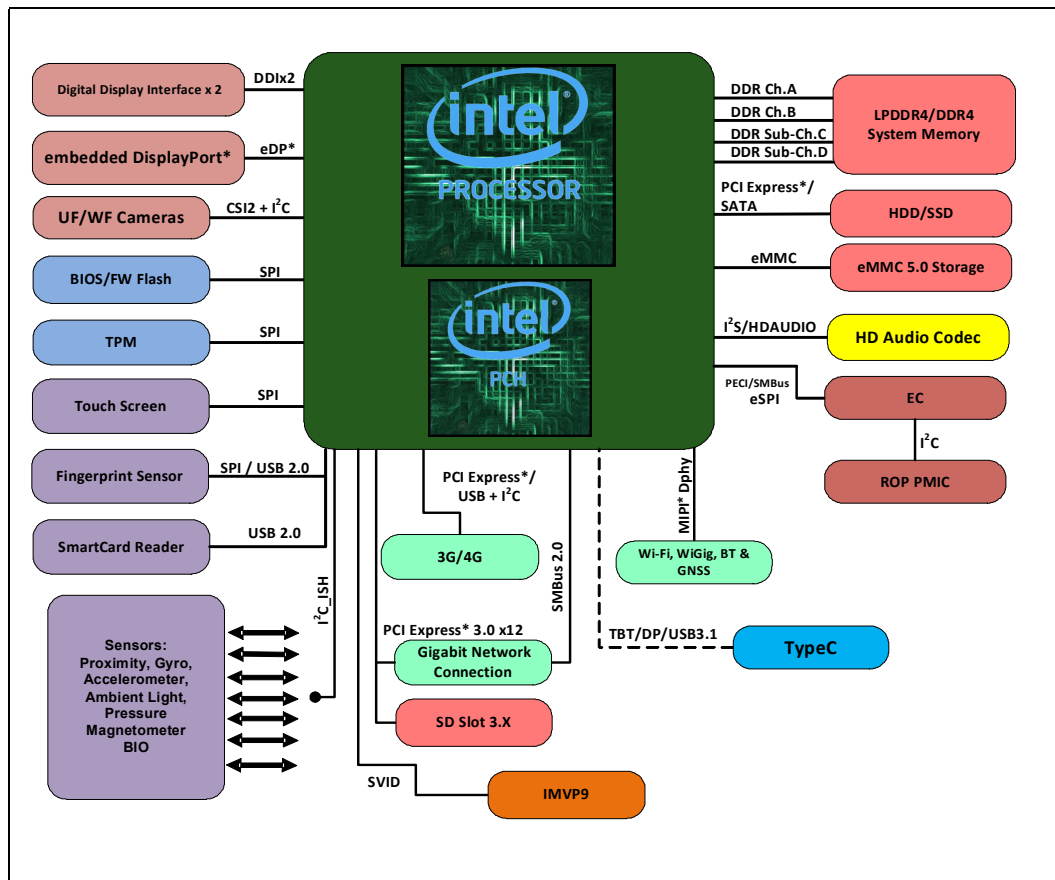 Digital Display Interface x 2
DDIx2
embedded DisplayPort*
eDP*
UF/WF Cameras
CSI2 + I²C
BIOS/FW Flash
SPI
TPM
SPI
Touch Screen
SPI
Fingerprint Sensor
SPI / USB 2.0
SmartCard Reader
USB 2.0
Sensors:
Proximity, Gyro,
Accelerometer,
Ambient Light,
Pressure
Magnetometer
BIO
I²C_ISH
intel®
PROCESSOR
intel®
PCH
DDR Ch.A
DDR Ch.B
DDR Sub-Ch.C
DDR Sub-Ch.D
LPDDR4/DDR4
System Memory
PCI Express*/
SATA
HDD/SSD
eMMC
eMMC 5.0 Storage
I²S/HDAUDIO
HD Audio Codec
PECI/SMBus
eSPI
EC
I²C
ROP PMIC
PCI Express*/
USB + I²C
3G/4G
SMBus 2.0
MIPI* Dphy
Wi-Fi, WiGig, BT &
GNSS
PCI Express* 3.0 x12
Gigabit Network
Connection
TBT/DP/USB3.1
TypeC
SD Slot 3.X
SVID
IMVP9